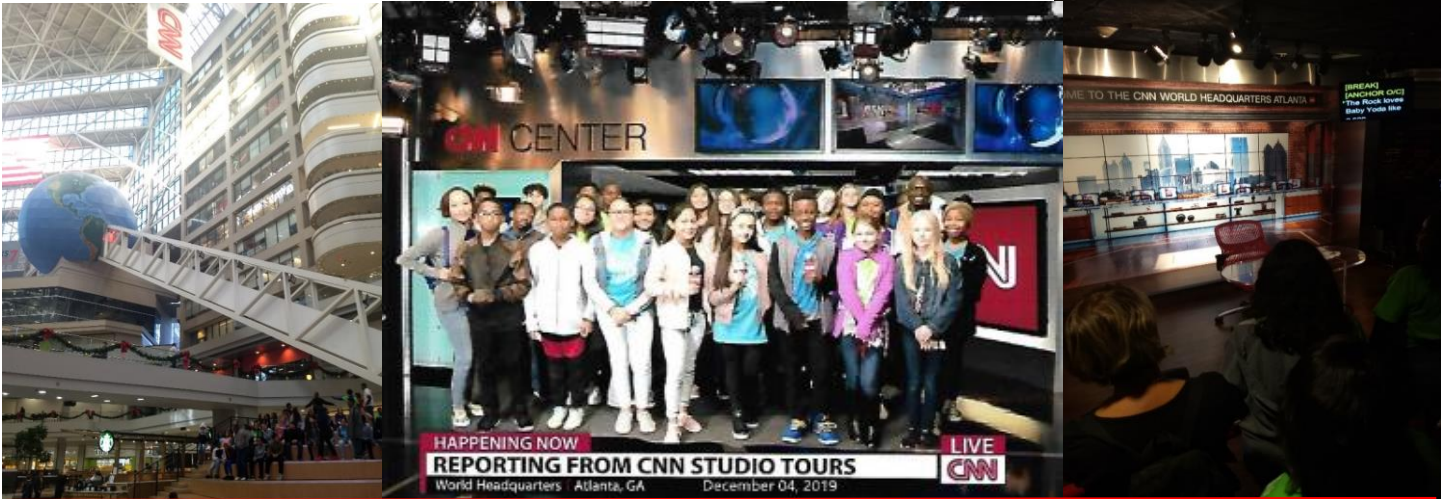 CNN
CNN CENTER
CNN
HAPPENING NOW
REPORTING FROM CNN STUDIO TOURS
World Headquarters Atlanta, GA December 04, 2019
LIVE
CNN
ME TO THE CNN WORLD HEADQUARTERS ATLANTA
[BREAK]
[ANCHOR O/C]
*The Rock loves
Baby Yoda like